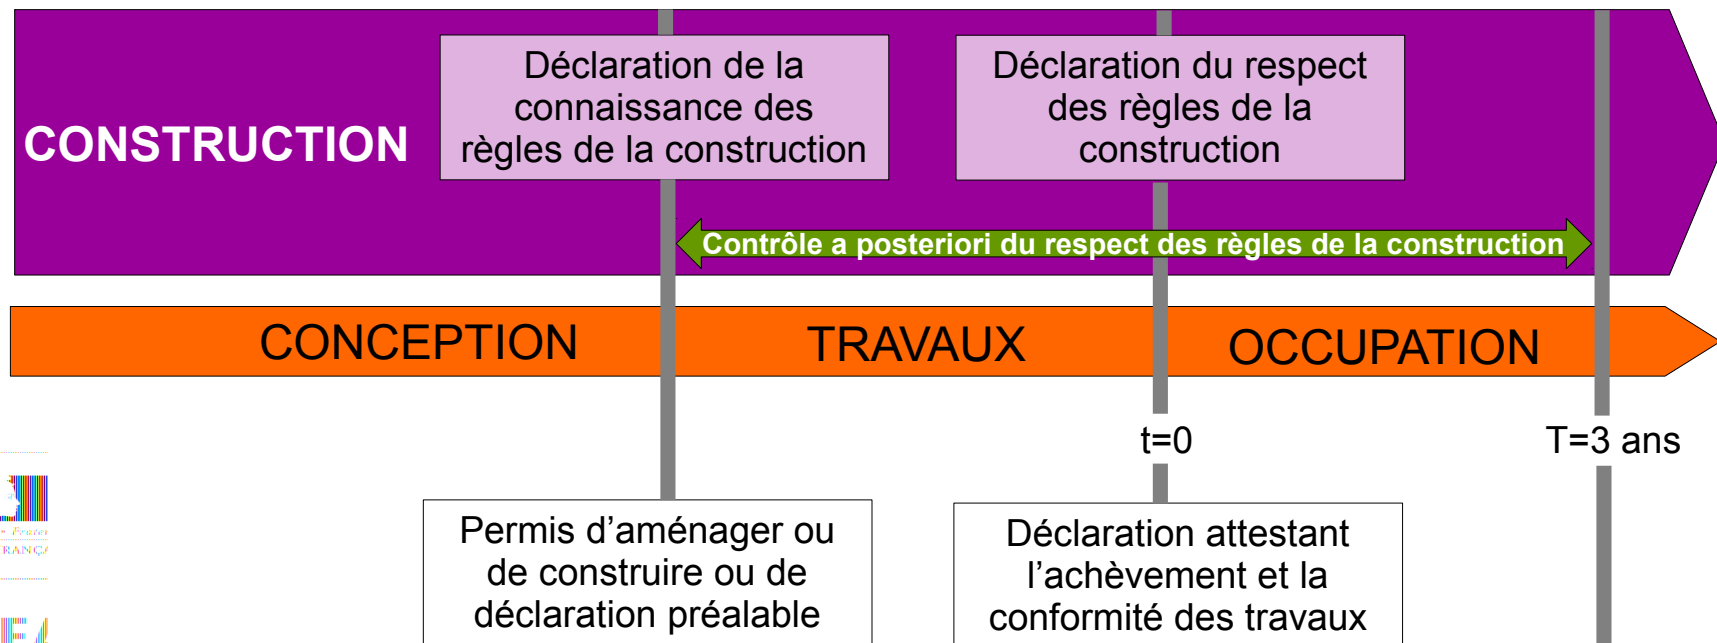 Déclaration de la
connaissance des
règles de la construction
Déclaration du respect
des règles de la
construction
CONSTRUCTION
Contrôle a posteriori du respect des règles de la construction
CONCEPTION
TRAVAUX
OCCUPATION
t=0
T=3 ans
Permis d’aménager ou
de construire ou de
déclaration préalable
Déclaration attestant
l’achèvement et la
conformité des travaux